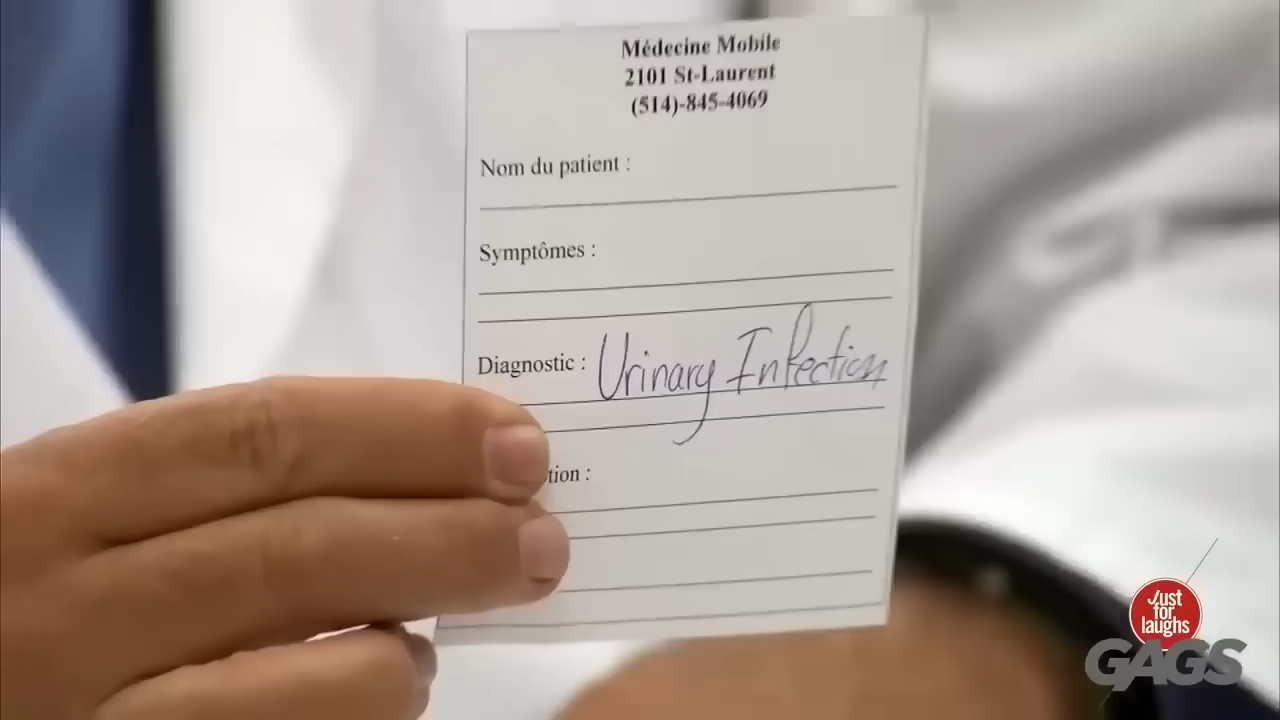 Médecine Mobile
2101 St-Laurent
(514)-845-4069
Nom du patient :
Symptômes :
Diagnostic : Urinary Infection
tion :
Just
for
laughs
GAGS